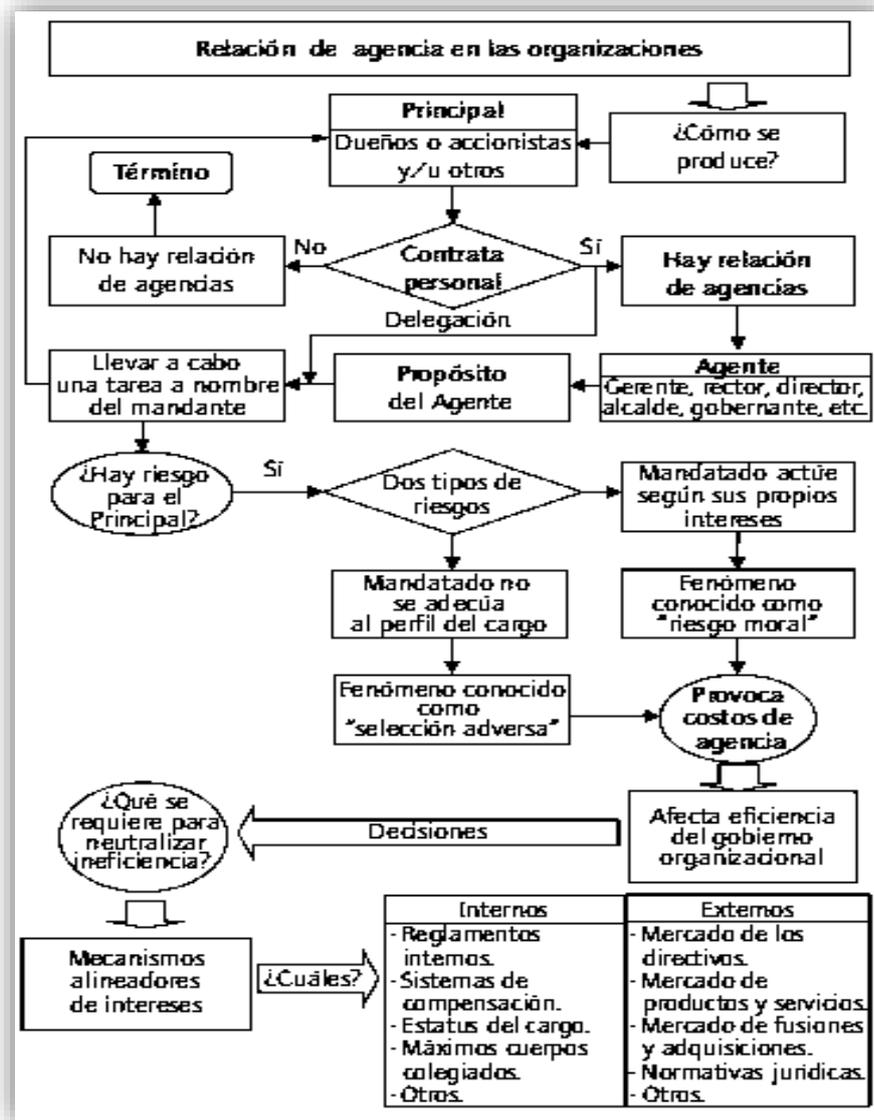 Relación de agencia en las organizaciones
Principal
Dueños o accionistas
y/u otros
¿Cómo se
produce?
Término
No hay relación
de agencias
No
Contrata
personal
Sí
Hay relación
de agencias
Delegación
Llevar a cabo
una tarea a nombre
del mandante
Propósito
del Agente
Agente
Gerente, rector, director,
alcalde, gobernante, etc.
¿Hay riesgo
para el
Principal?
Sí
Dos tipos de
riesgos
Mandatado actúe
según sus propios
intereses
Mandatado no
se adecúa
al perfil del cargo
Fenómeno
conocido como
"riesgo moral"
Fenómeno conocido
como
"selección adversa"
Provoca
costos de
agencia
¿Qué se
requiere para
neutralizar
ineficiencia?
Decisiones
Afecta eficiencia
del gobierno
organizacional
Mecanismos
alineadores
de intereses
¿Cuáles?
Internos
- Reglamentos
internos.
- Sistemas de
compensación.
- Estatus del cargo.
- Máximos cuerpos
colegiados.
- Otros.
Externos
- Mercado de los
directivos.
- Mercado de
productos y servicios.
- Mercado de fusiones
y adquisiciones.
- Normativas jurídicas.
- Otros.